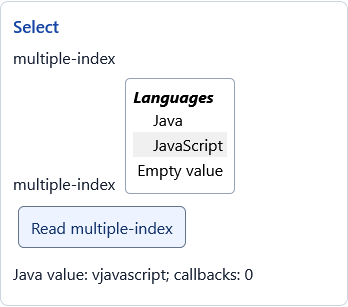 Select
multiple-index
Languages
Java
JavaScript
Empty value
multiple-index
Read multiple-index
Java value: vjavascript; callbacks: 0